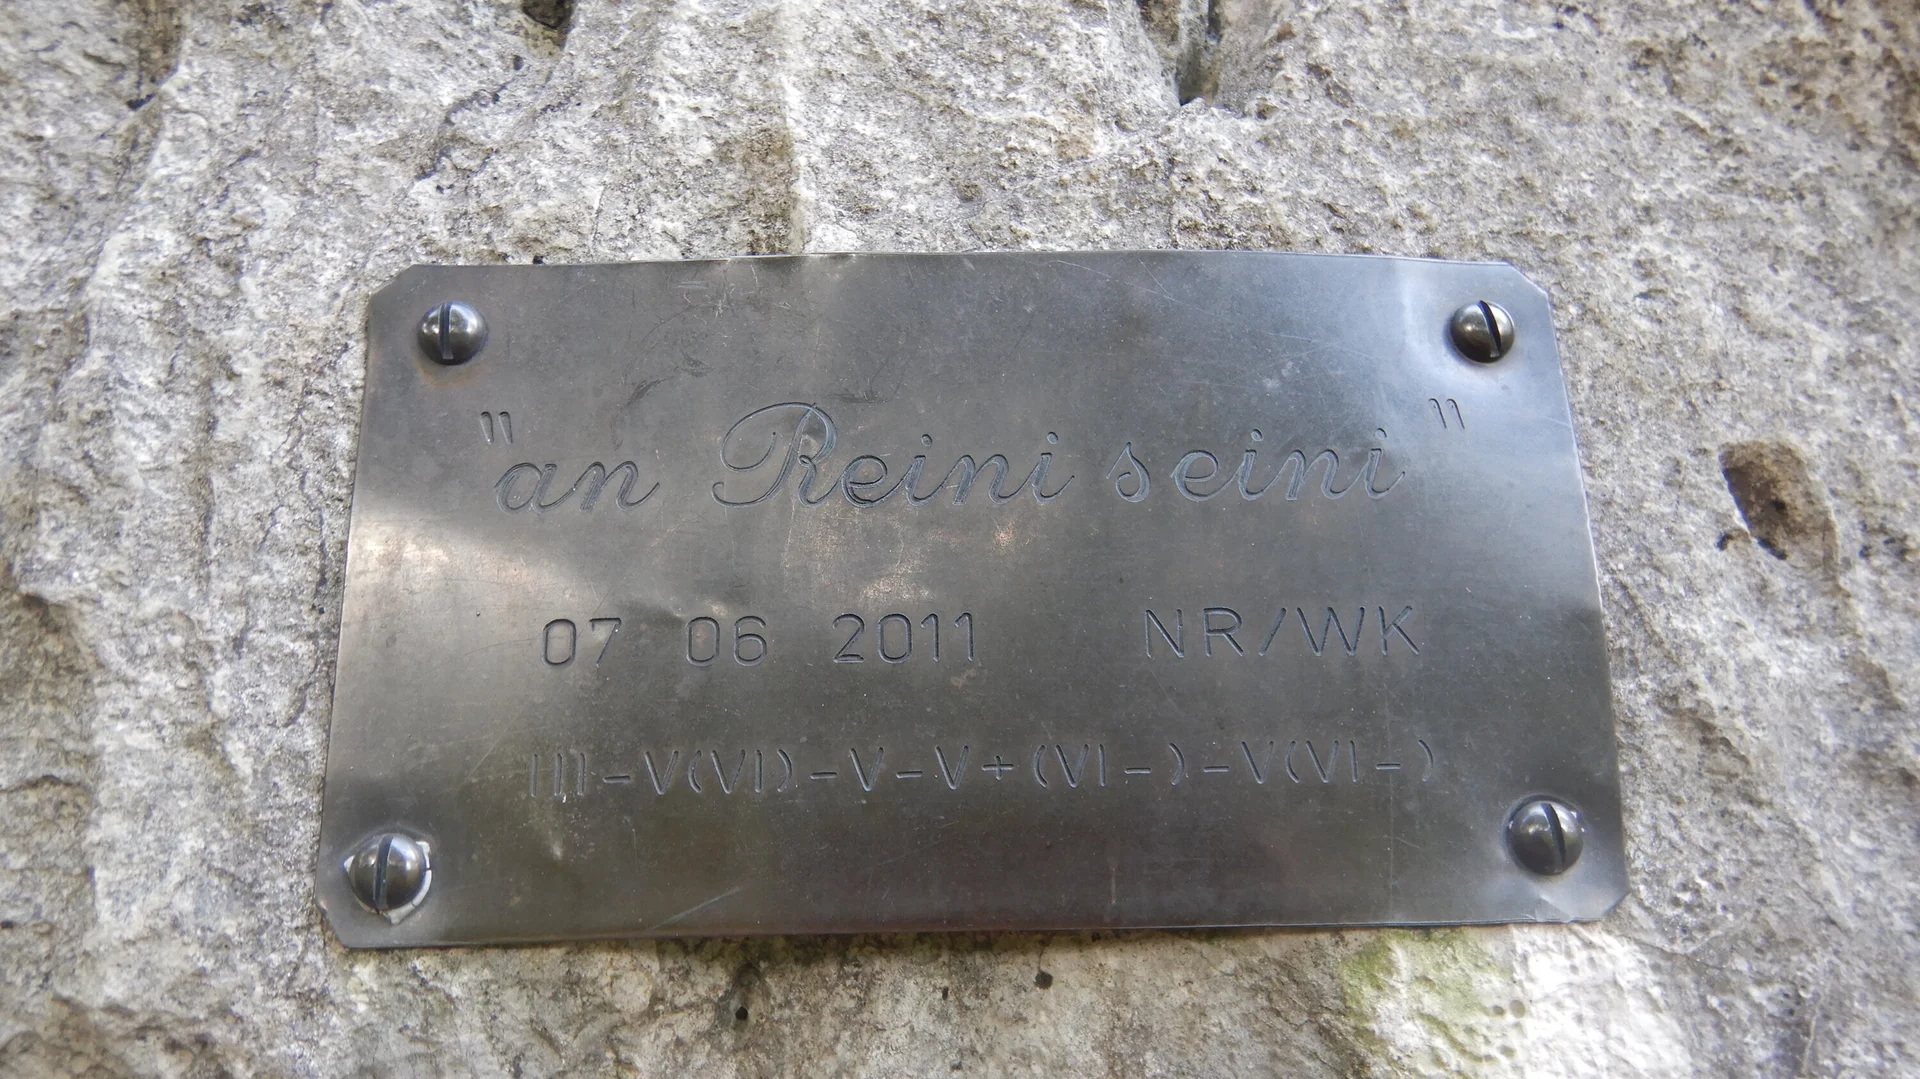 "an Reini seini"
07 06 2011 NR/WK
III-V(VI)-V-V+(VI-)-V(VI-)